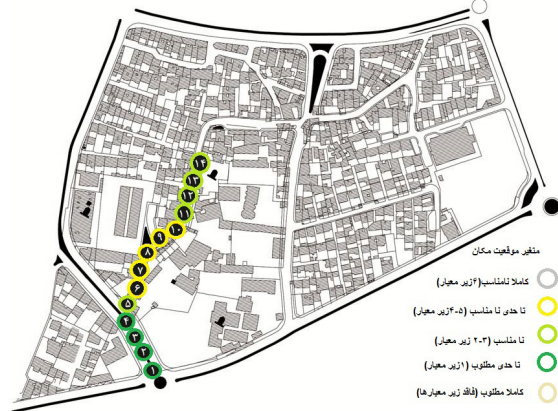 ۱۴
۱۳
۱۲
۱۱
۱۰
۹
۸
۷
۶
۵
۴
۳
۲
۱
متغیر موقعیت مکان
کاملا نامناسب(۶زیر معیار)
تا حدی نا مناسب (۵-۴زیر معیار)
نا مناسب (۳-۲ زیر معیار)
تا حدی مطلوب (۱زیر معیار)
کاملا مطلوب (فاقد زیر معیارها)